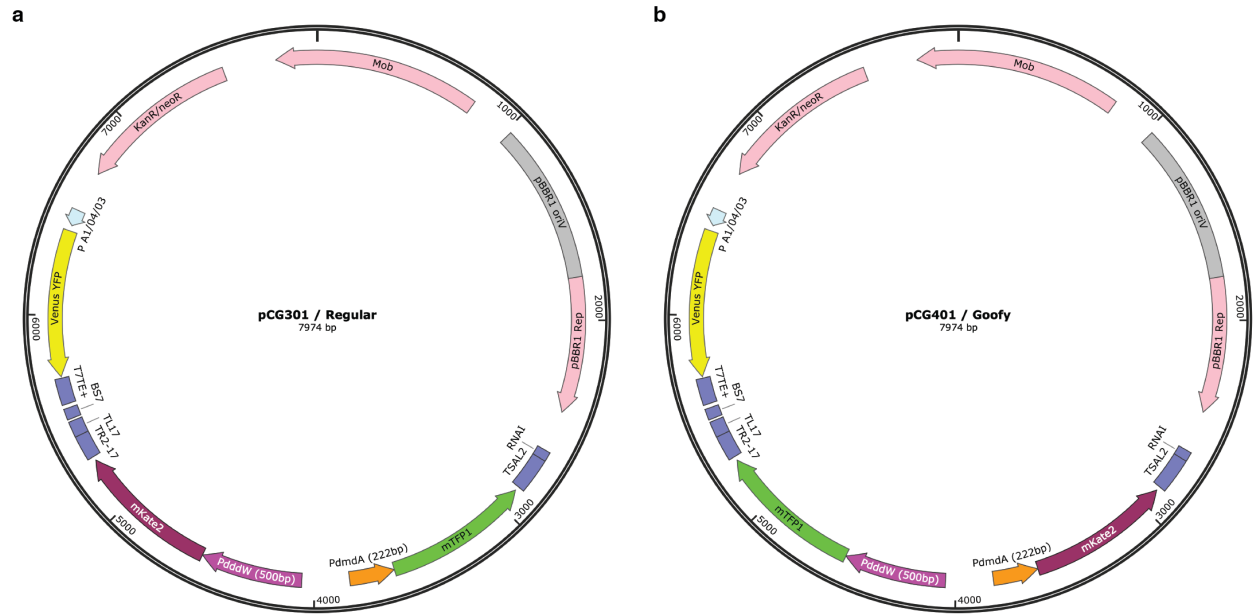 a
Mob
KanR/neoR
1000
7000
pBBR1 oriV
P A1/04/03
Venus YFP
pCG301 / Regular
7974 bp
2000
6000
pBBR1 Rep
T7TE+
BS7
TL17
TR2-17
RNAI
TSAL2
mKate2
5000
3000
mTFP1
PdmdA (222bp)
PdddW (500bp)
4000
b
Mob
KanR/neoR
1000
7000
pBBR1 oriV
P A1/04/03
Venus YFP
pCG401 / Goofy
7974 bp
2000
6000
pBBR1 Rep
T7TE+
BS7
TL17
TR2-17
RNAI
TSAL2
mTFP1
5000
3000
mKate2
PdmdA (222bp)
PdddW (500bp)
4000